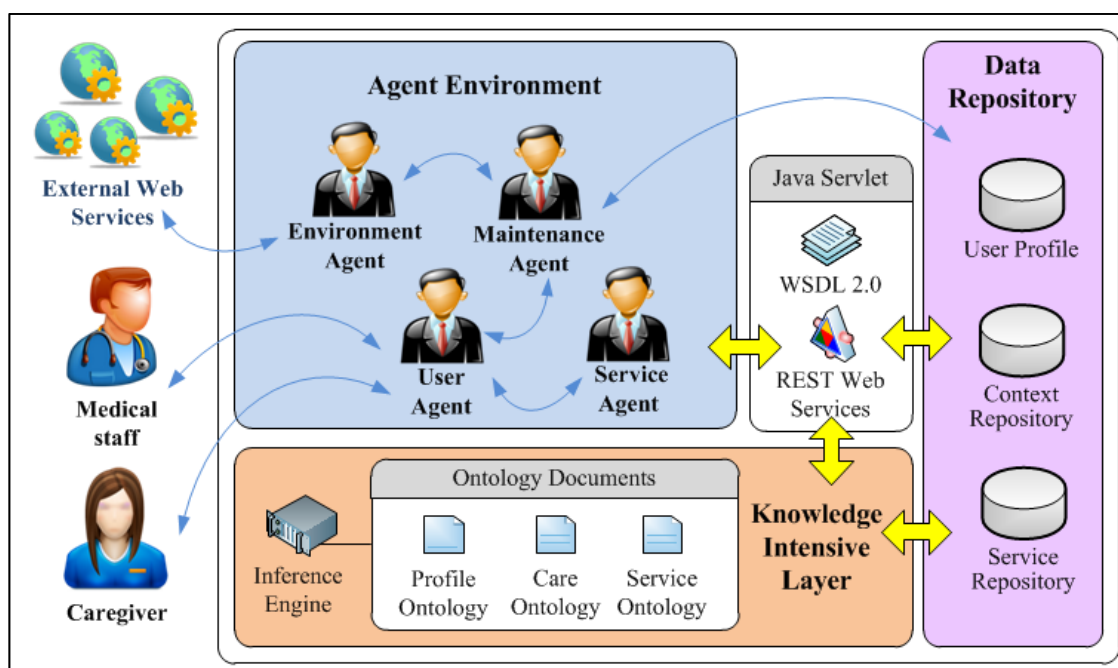 External Web
Services
Medical
staff
Caregiver
Agent Environment
Environment
Agent
Maintenance
Agent
User
Agent
Service
Agent
Java Servlet
WSDL 2.0
REST Web
Services
Data
Repository
User Profile
Context
Repository
Service
Repository
Inference
Engine
Ontology Documents
Profile
Ontology
Care
Ontology
Service
Ontology
Knowledge
Intensive
Layer